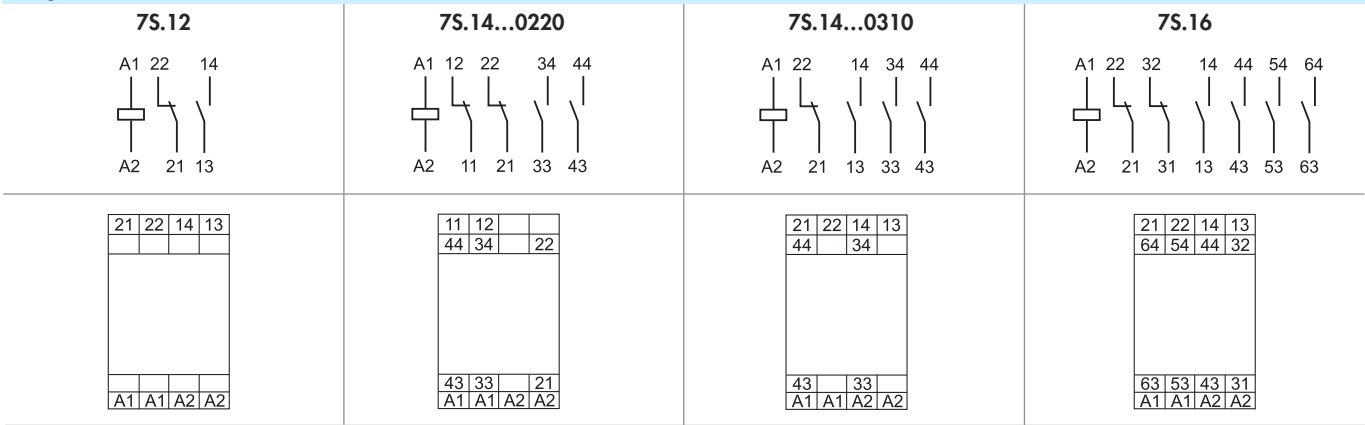 7S.12
A1 22 14
A2 21 13
21 22 14 13
A1 A1 A2 A2
7S.14...0220
A1 12 22 34 44
A2 11 21 33 43
11 12
44 34 22
43 33 21
A1 A1 A2 A2
7S.14...0310
A1 22 14 34 44
A2 21 13 33 43
21 22 14 13
44 34
43 33
A1 A1 A2 A2
7S.16
A1 22 32 14 44 54 64
A2 21 31 13 43 53 63
21 22 14 13
64 54 44 32
63 53 43 31
A1 A1 A2 A2